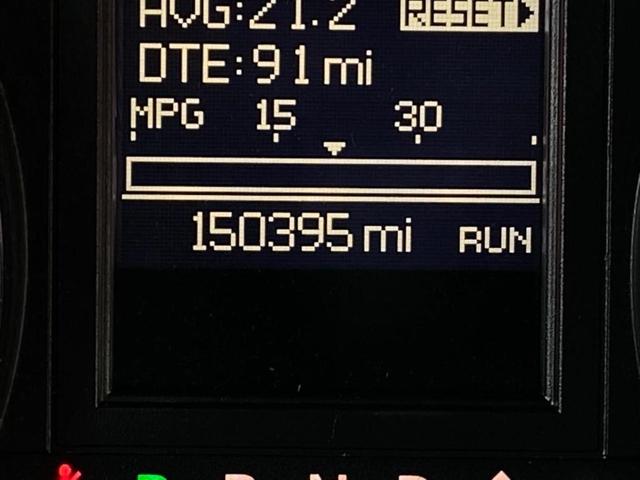 AVG:21.2 RESET
DTE:91 mi
MPG 15 30
150395 mi RUN
P R N D